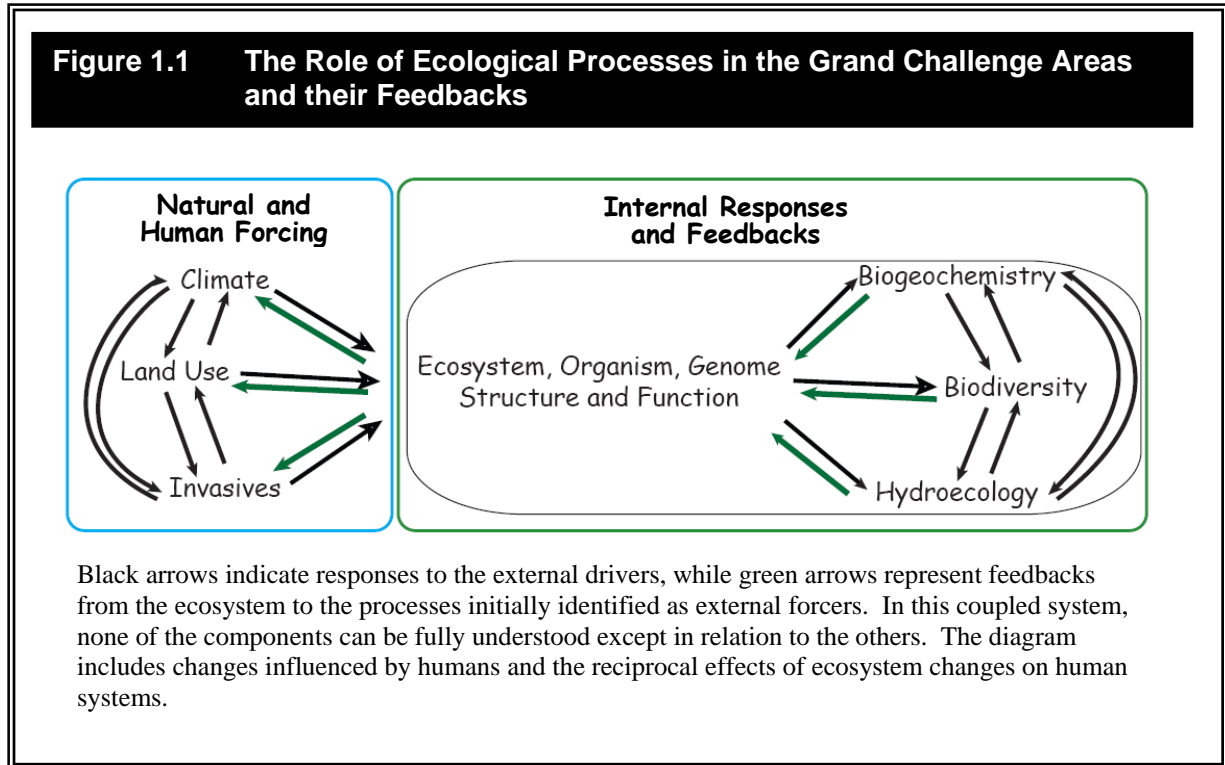 Figure 1.1 The Role of Ecological Processes in the Grand Challenge Areas
and their Feedbacks
Natural and
Human Forcing
Climate
Land Use
Invasives
Internal Responses
and Feedbacks
Ecosystem, Organism, Genome
Structure and Function
Biogeochemistry
Biodiversity
Hydroecology
Black arrows indicate responses to the external drivers, while green arrows represent feedbacks
from the ecosystem to the processes initially identified as external forcers. In this coupled system,
none of the components can be fully understood except in relation to the others. The diagram
includes changes influenced by humans and the reciprocal effects of ecosystem changes on human
systems.